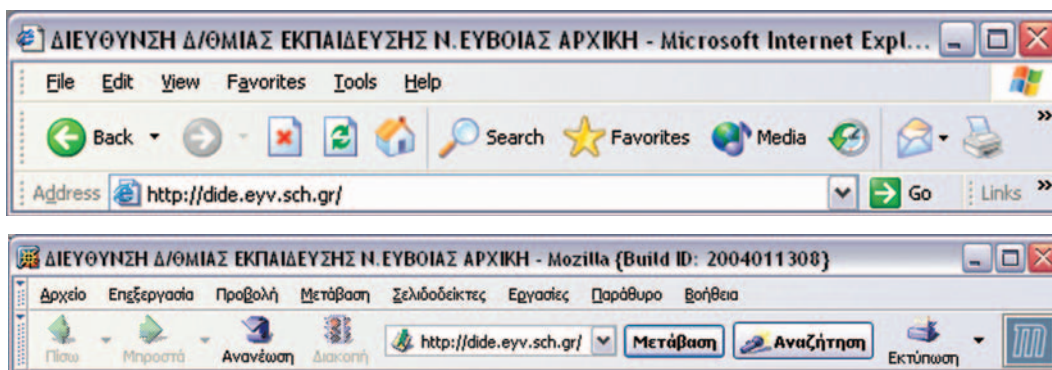 ΔΙΕΥΘΥΝΣΗ Δ/ΘΜΙΑΣ ΕΚΠΑΙΔΕΥΣΗΣ Ν.ΕΥΒΟΙΑΣ ΑΡΧΙΚΗ - Microsoft Internet Expl...
File Edit View Favorites Tools Help
Back Search Favorites Media »
Address http://dide.eyv.sch.gr/ Go Links »
ΔΙΕΥΘΥΝΣΗ Δ/ΘΜΙΑΣ ΕΚΠΑΙΔΕΥΣΗΣ Ν.ΕΥΒΟΙΑΣ ΑΡΧΙΚΗ - Mozilla {Build ID: 2004011308}
Αρχείο Επεξεργασία Προβολή Μετάβαση Σελιδοδείκτες Εργασίες Παράθυρο Βοήθεια
Πίσω Μπροστά Ανανέωση Διακοπή http://dide.eyv.sch.gr/ Μετάβαση Αναζήτηση Εκτύπωση